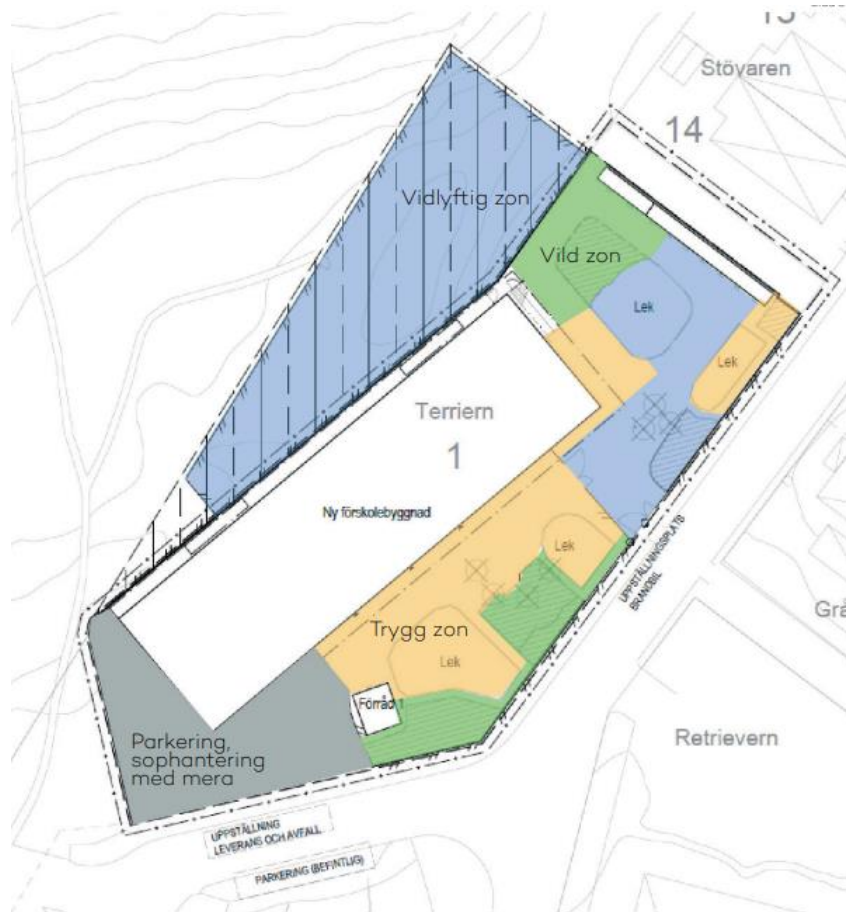 Stövaren
14
Vidlyftig zon
Vild zon
Lek
Lek
Terriern
1
Ny förskolebyggnad
Lek
UPPSTÄLLNINGSPLATS
BRANDBIL
Trygg zon
Lek
Förråd 1
Retrievern
Parkering,
sophantering
med mera
UPPSTÄLLNING
LEVERANS OCH AVFALL
PARKERING (BEFINTLIG)